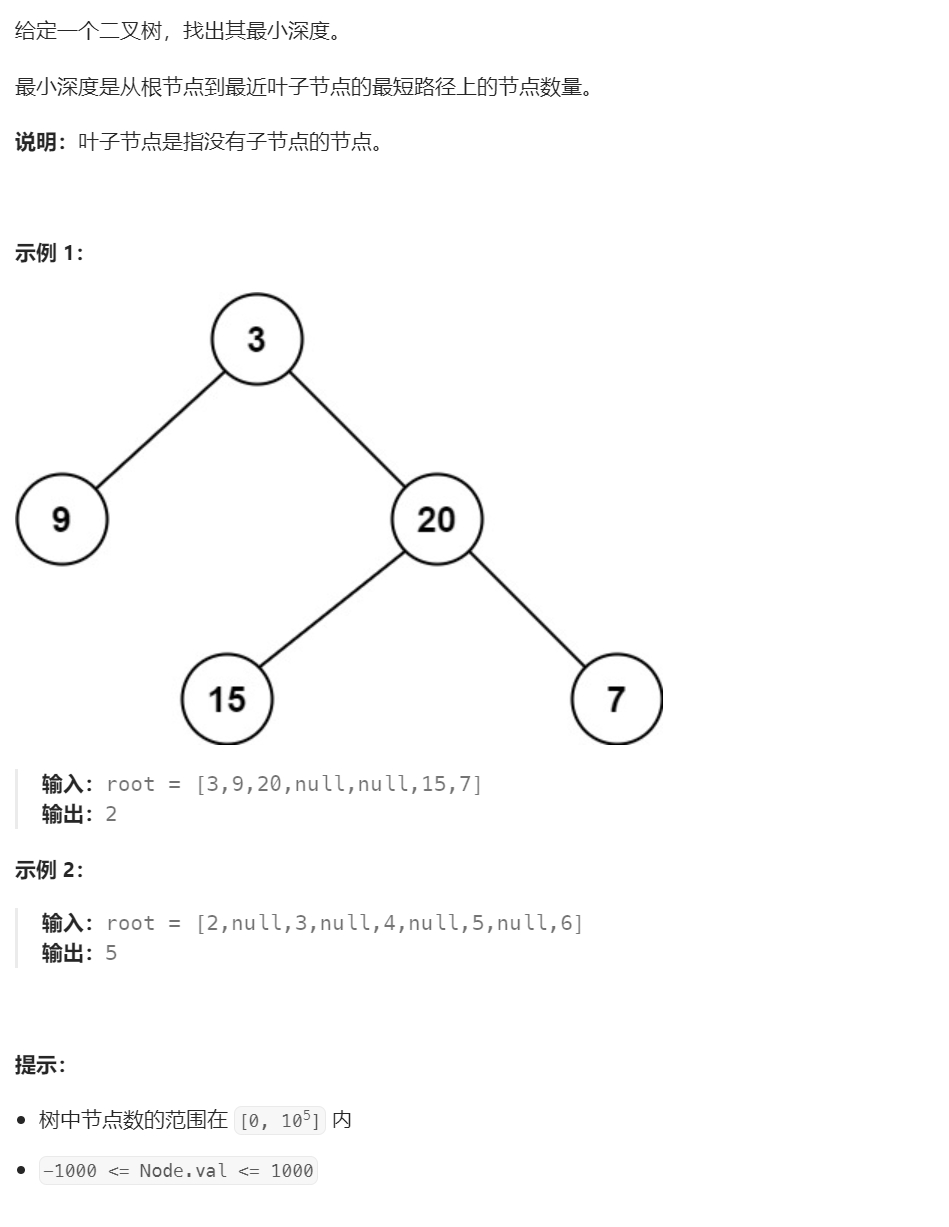 给定一个二叉树，找出其最小深度。
最小深度是从根节点到最近叶子节点的最短路径上的节点数量。
说明：叶子节点是指没有子节点的节点。
示例 1：
3
9
20
15
7
输入：root = [3,9,20,null,null,15,7]
输出：2
示例 2：
输入：root = [2,null,3,null,4,null,5,null,6]
输出：5
提示：
• 树中节点数的范围在 [0, 10⁵] 内
• -1000 <= Node.val <= 1000